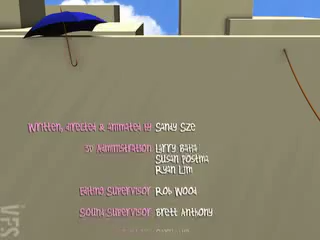 Written, directed & animated by Sandy Sze
3D Administration Larry Bafia
Susan Postma
Ryan Lim
Editing Supervisor Rob Wood
Sound Supervisor Brett Anthony
VFS